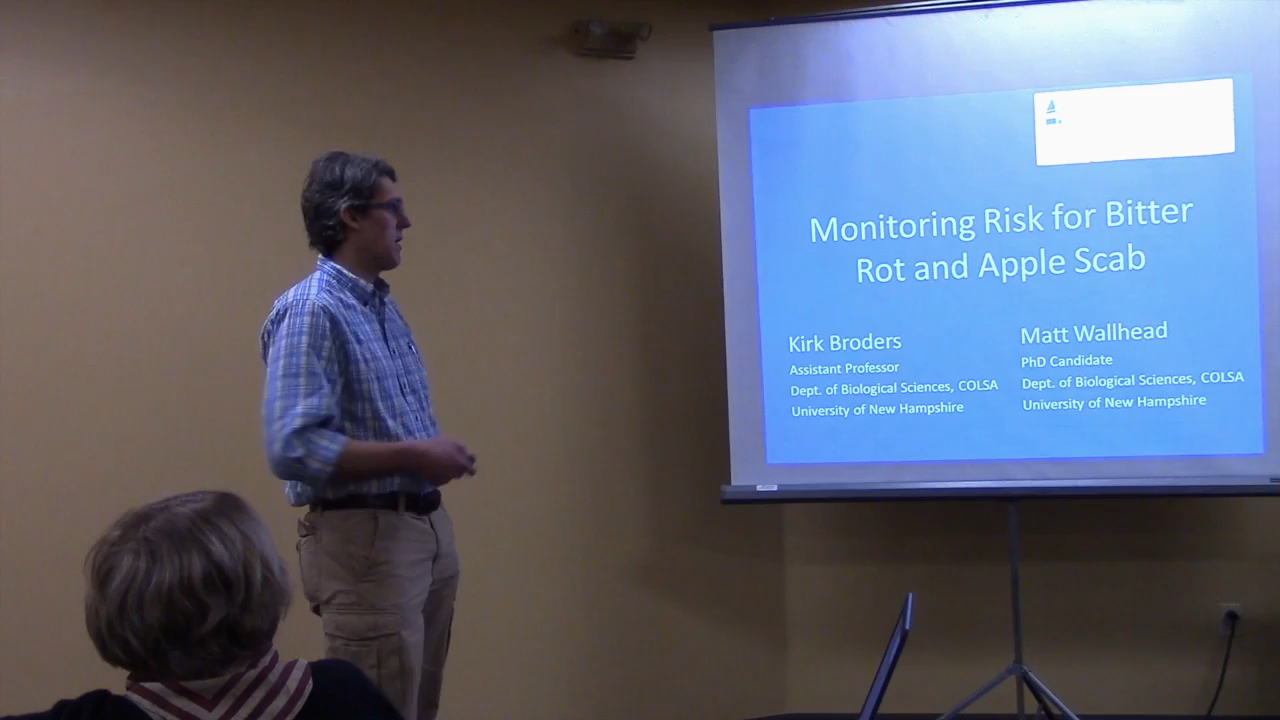 Monitoring Risk for Bitter
Rot and Apple Scab
Kirk Broders
Assistant Professor
Dept. of Biological Sciences, COLSA
University of New Hampshire
Matt Wallhead
PhD Candidate
Dept. of Biological Sciences, COLSA
University of New Hampshire